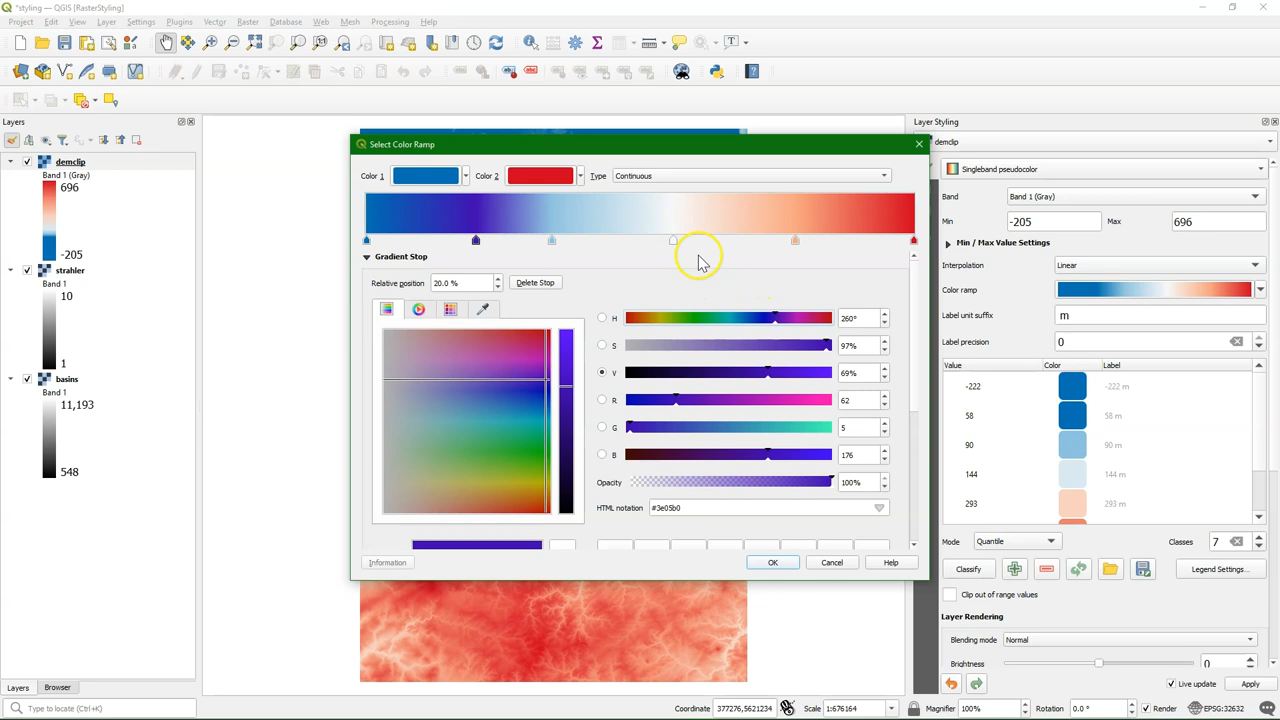 *styling — QGIS [RasterStyling]
Project Edit View Layer Settings Plugins Vector Raster Database Web Mesh Processing Help
Layers
demclip
Band 1 (Gray)
696
-205
strahler
Band 1
10
1
basins
Band 1
11,193
548
Layers Browser
Select Color Ramp
Color 1 Color 2 Type Continuous
Gradient Stop
Relative position 20.0 % Delete Stop
H 260°
S 97%
V 69%
R 62
G 5
B 176
Opacity 100%
HTML notation #3e05b0
Information OK Cancel Help
Layer Styling
demclip
Singleband pseudocolor
Band Band 1 (Gray)
Min -205 Max 696
Min / Max Value Settings
Interpolation Linear
Color ramp
Label unit suffix m
Label precision 0
Value Color Label
-222 -222 m
58 58 m
90 90 m
144 144 m
293 293 m
Mode Quantile Classes 7
Classify Legend Settings...
Clip out of range values
Layer Rendering
Blending mode Normal
Brightness 0
Live update Apply
Type to locate (Ctrl+K) Coordinate 377276,5621234 Scale 1:676164 Magnifier 100% Rotation 0.0 ° Render EPSG:32632